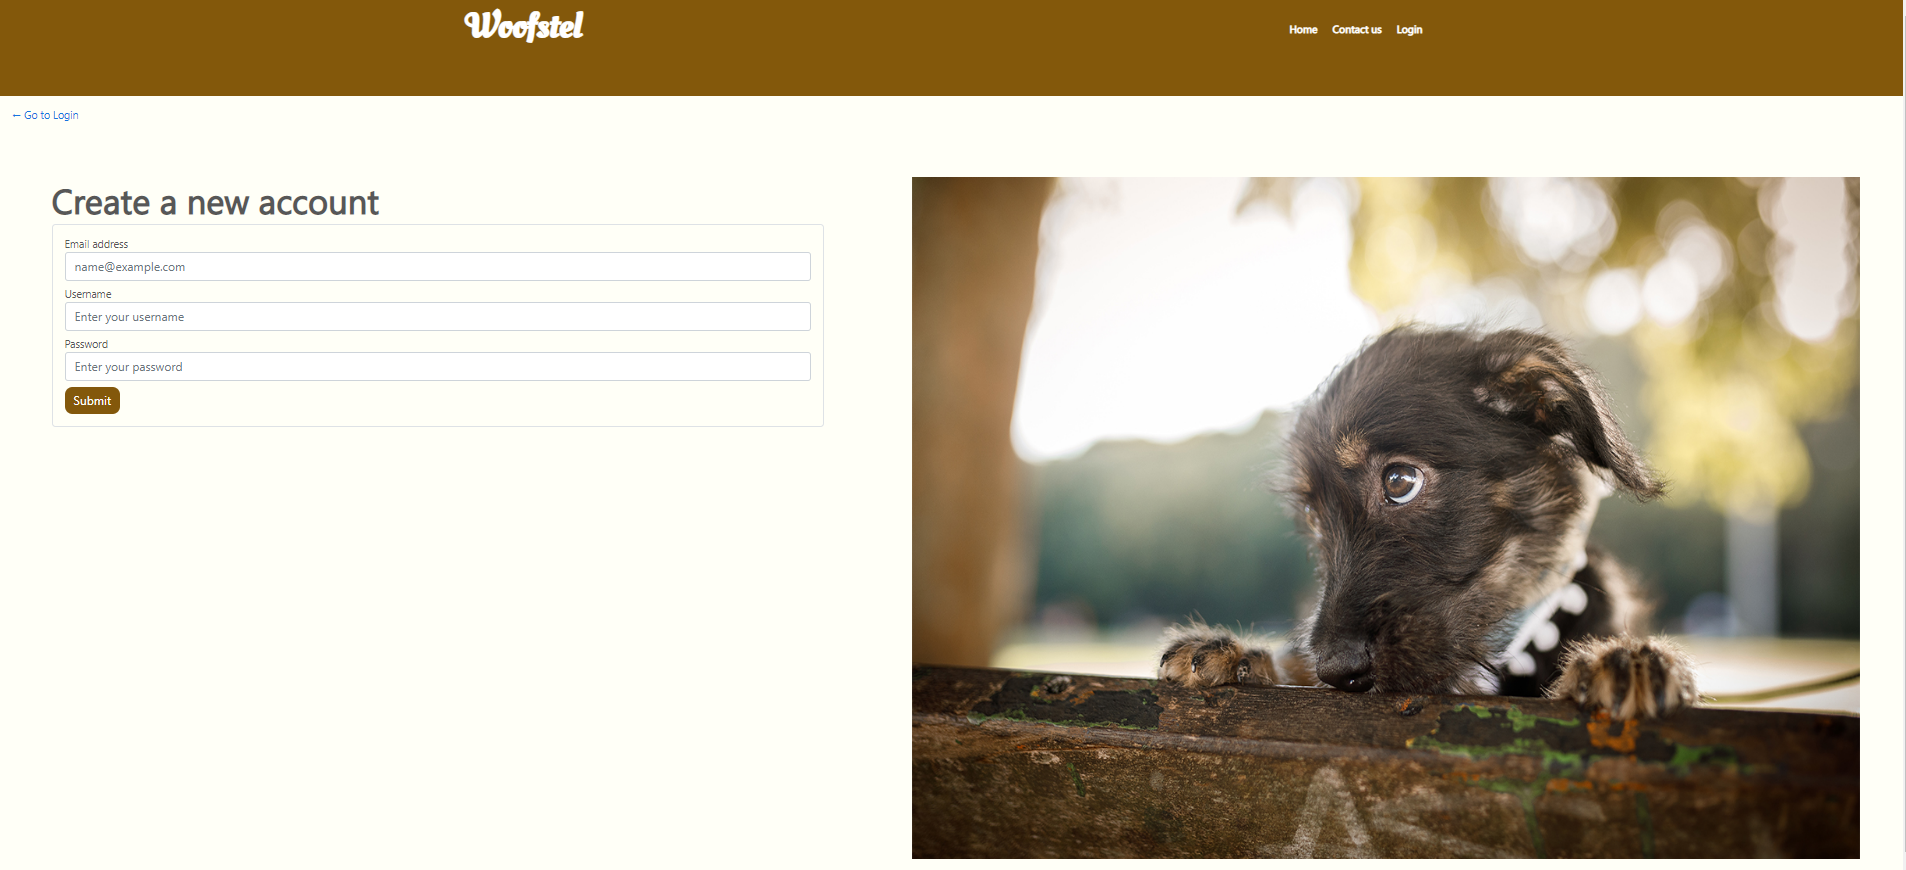 Woofstel
Home Contact us Login
← Go to Login
Create a new account
Email address
name@example.com
Username
Enter your username
Password
Enter your password
Submit